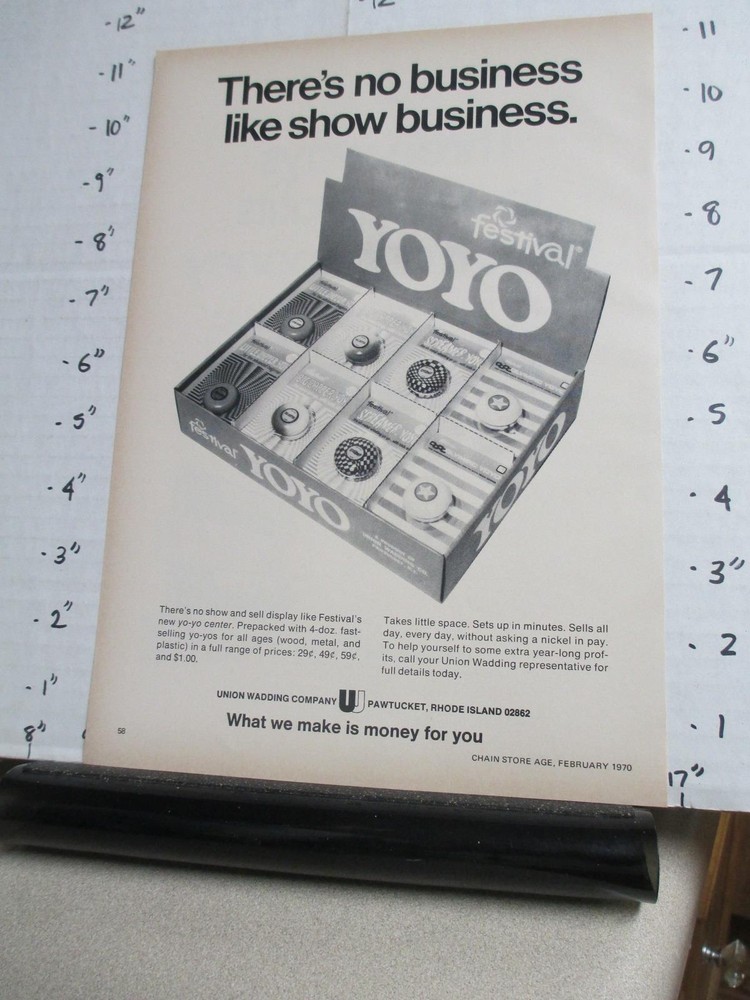 -12"
-12
-11"
-10"
-9"
-8"
-7"
-6"
-5"
-4"
-3"
-2"
-1"
8"
-11
-10
-9
-8
-7
-6"
-5
-4
-3"
-2
-1
17"
There's no business
like show business.
festival®
YOYO
SCREAMER
SCREAMER
festival YOYO
YOYO
There's no show and sell display like Festival's
new yo-yo center. Prepacked with 4-doz. fast-
selling yo-yos for all ages (wood, metal, and
plastic) in a full range of prices: 29¢, 49¢, 59¢,
and $1.00.
Takes little space. Sets up in minutes. Sells all
day, every day, without asking a nickel in pay.
To help yourself to some extra year-long prof-
its, call your Union Wadding representative for
full details today.
UNION WADDING COMPANY PAWTUCKET, RHODE ISLAND 02862
What we make is money for you
58
CHAIN STORE AGE, FEBRUARY 1970